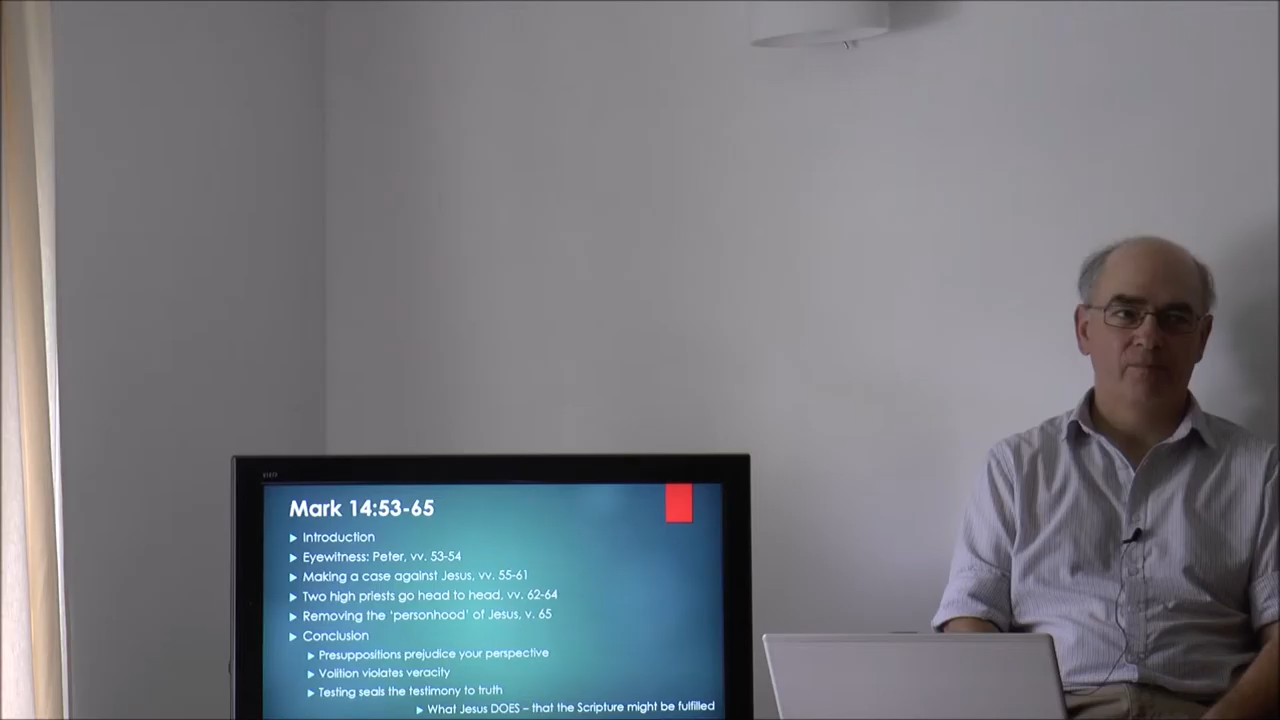 Mark 14:53-65
Introduction
Eyewitness: Peter, vv. 53-54
Making a case against Jesus, vv. 55-61
Two high priests go head to head, vv. 62-64
Removing the 'personhood' of Jesus, v. 65
Conclusion
Presuppositions prejudice your perspective
Volition violates veracity
Testing seals the testimony to truth
What Jesus DOES – that the Scripture might be fulfilled